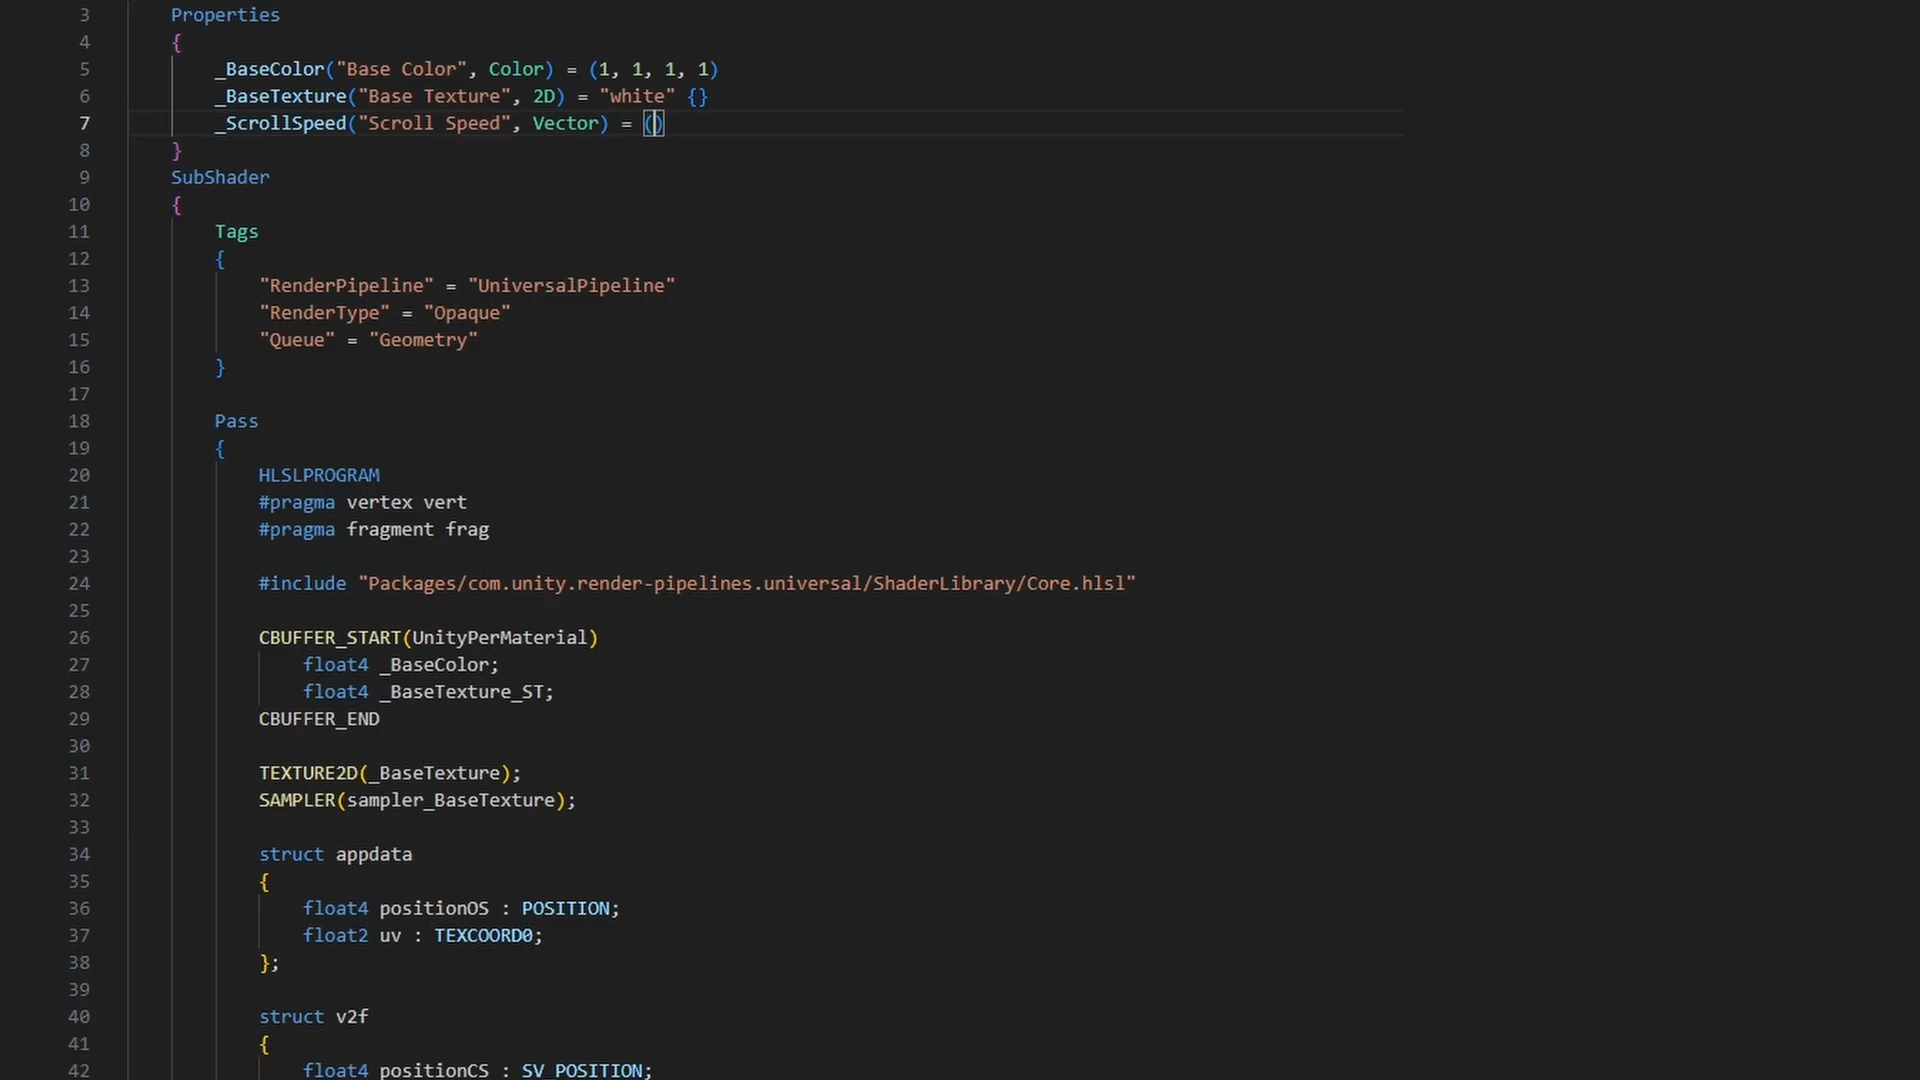 3 Properties
4 {
5 _BaseColor("Base Color", Color) = (1, 1, 1, 1)
6 _BaseTexture("Base Texture", 2D) = "white" {}
7 _ScrollSpeed("Scroll Speed", Vector) = ()
8 }
9 SubShader
10 {
11 Tags
12 {
13 "RenderPipeline" = "UniversalPipeline"
14 "RenderType" = "Opaque"
15 "Queue" = "Geometry"
16 }
17
18 Pass
19 {
20 HLSLPROGRAM
21 #pragma vertex vert
22 #pragma fragment frag
23
24 #include "Packages/com.unity.render-pipelines.universal/ShaderLibrary/Core.hlsl"
25
26 CBUFFER_START(UnityPerMaterial)
27 float4 _BaseColor;
28 float4 _BaseTexture_ST;
29 CBUFFER_END
30
31 TEXTURE2D(_BaseTexture);
32 SAMPLER(sampler_BaseTexture);
33
34 struct appdata
35 {
36 float4 positionOS : POSITION;
37 float2 uv : TEXCOORD0;
38 };
39
40 struct v2f
41 {
42 float4 positionCS : SV_POSITION;